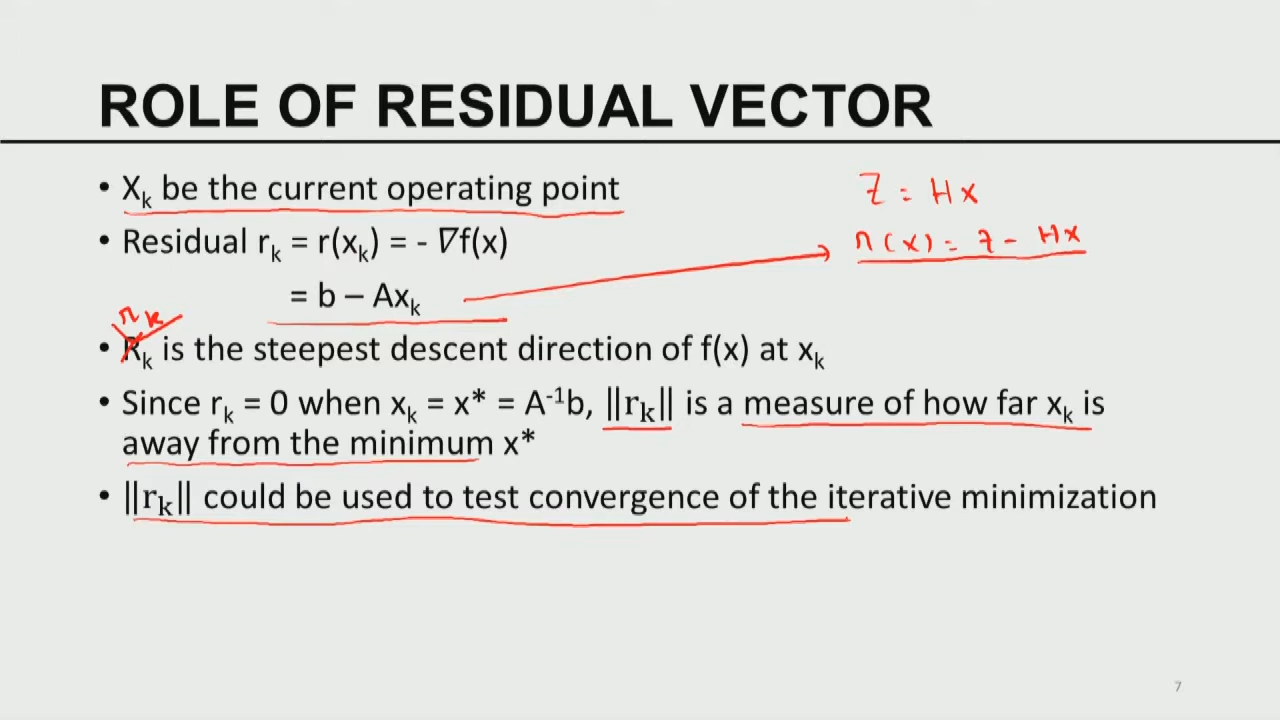 ROLE OF RESIDUAL VECTOR
• Xk be the current operating point
Z = Hx
• Residual rk = r(xk) = - ∇f(x)
r(x) = z - Hx
= b – Axk
rk
• Rk is the steepest descent direction of f(x) at xk
• Since rk = 0 when xk = x* = A-1b, ||rk|| is a measure of how far xk is
away from the minimum x*
• ||rk|| could be used to test convergence of the iterative minimization
7